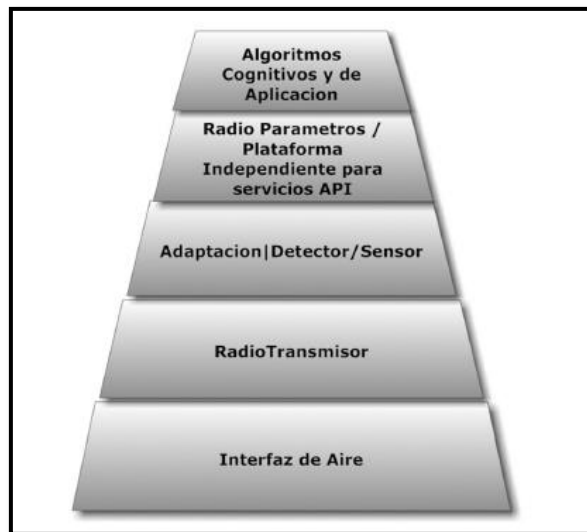 Algoritmos
Cognitivos y de
Aplicacion
Radio Parametros /
Plataforma
Independiente para
servicios API
Adaptacion|Detector/Sensor
RadioTransmisor
Interfaz de Aire